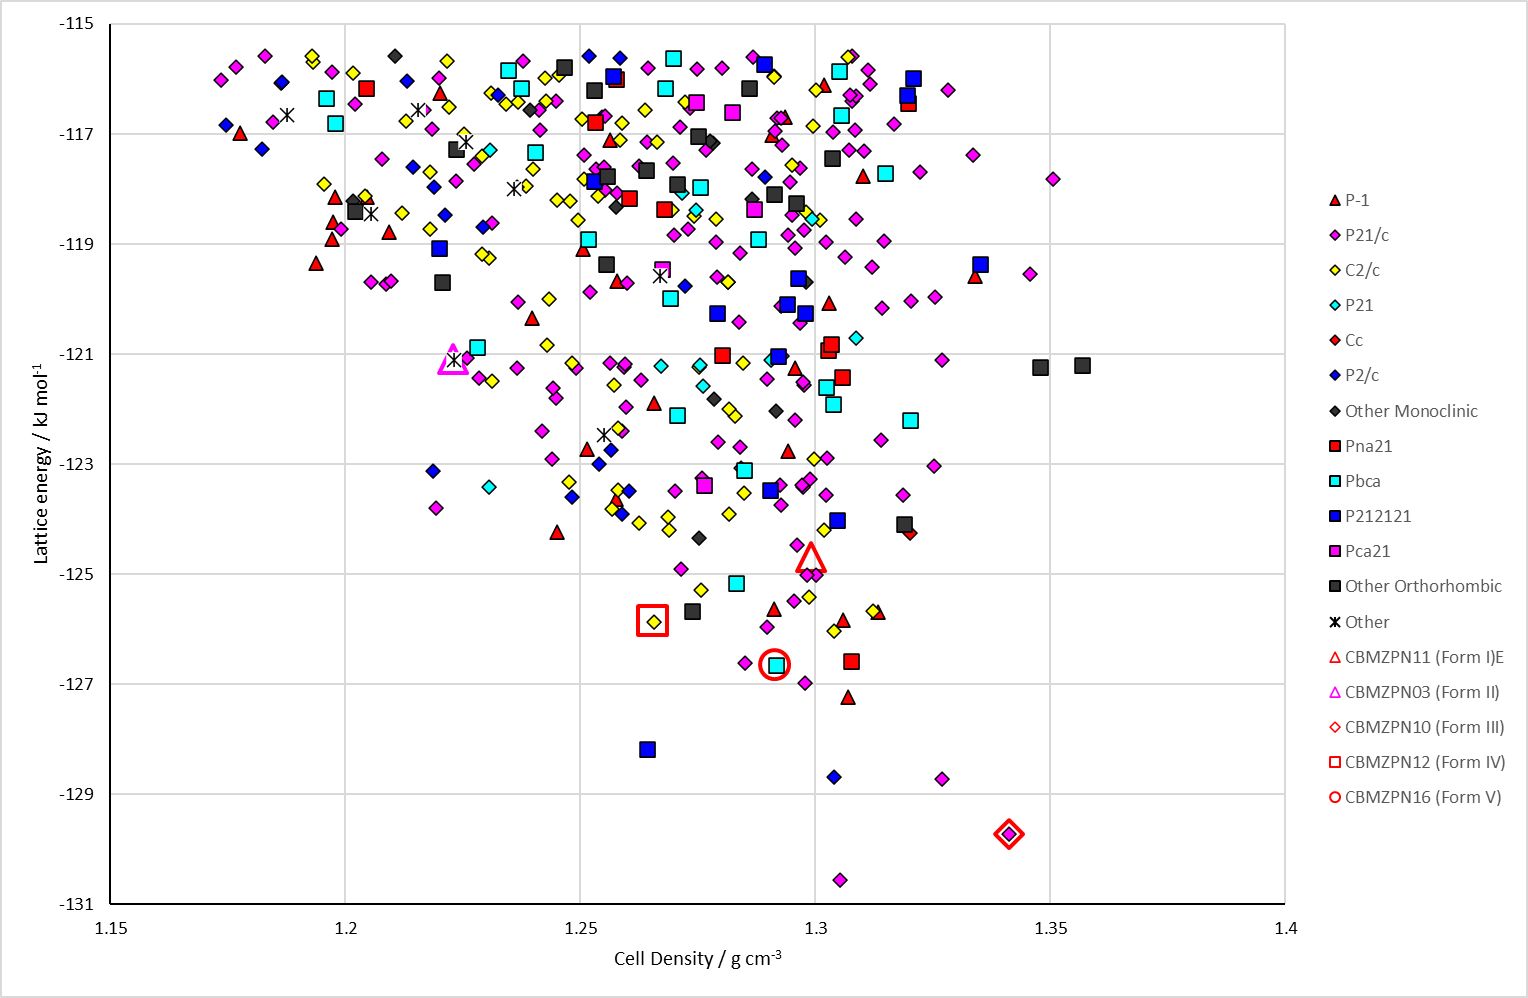 -115
-117
-119
-121
-123
-125
-127
-129
-131
Lattice energy / kJ mol-1
1.15
1.2
1.25
1.3
1.35
1.4
Cell Density / g cm-3
P-1
P21/c
C2/c
P21
Cc
P2/c
Other Monoclinic
Pna21
Pbca
P212121
Pca21
Other Orthorhombic
Other
CBMZPN11 (Form I)E
CBMZPN03 (Form II)
CBMZPN10 (Form III)
CBMZPN12 (Form IV)
CBMZPN16 (Form V)